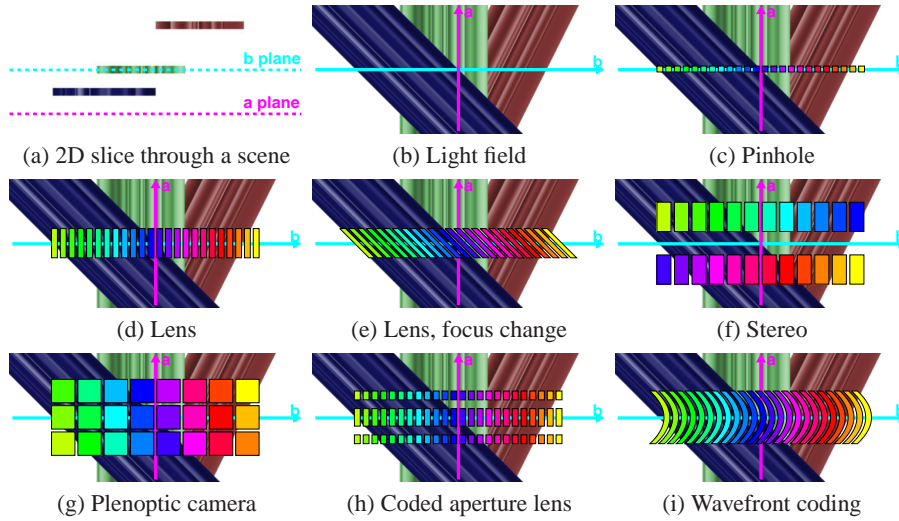 b plane
a plane
(a) 2D slice through a scene
a
b
(b) Light field
a
b
(c) Pinhole
a
b
(d) Lens
a
b
(e) Lens, focus change
a
b
(f) Stereo
a
b
(g) Plenoptic camera
a
b
(h) Coded aperture lens
a
b
(i) Wavefront coding